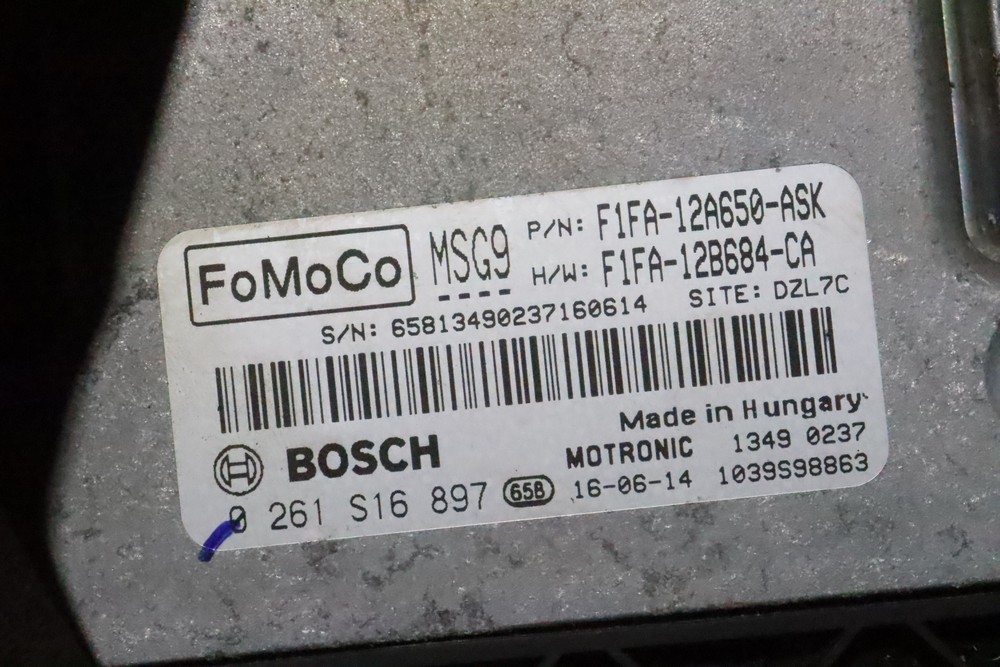 FoMoCo MSG9 P/N: F1FA-12A650-ASK
H/W: F1FA-12B684-CA
S/N: 65813490237160614 SITE: DZL7C
Made in Hungary
BOSCH MOTRONIC 1349 0237
0 261 S16 897 65B 16-06-14 1039S98863